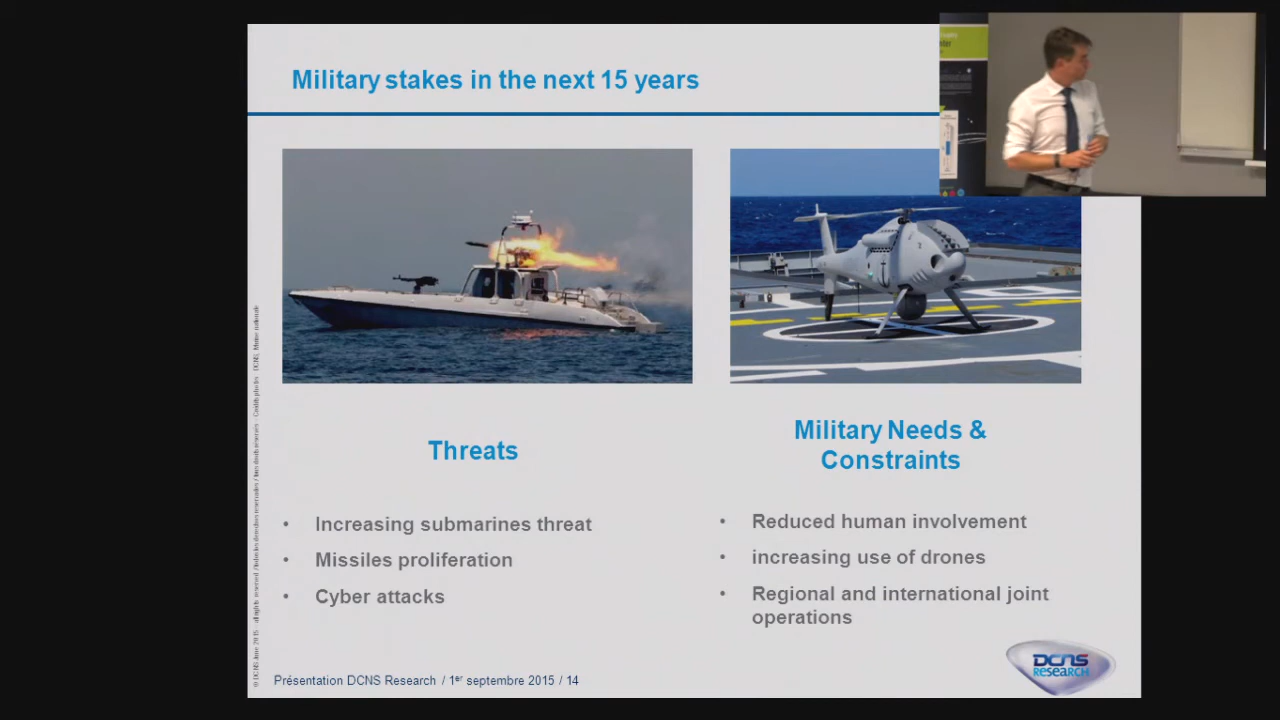 Military stakes in the next 15 years
Threats
• Increasing submarines threat
• Missiles proliferation
• Cyber attacks
Military Needs &
Constraints
• Reduced human involvement
• increasing use of drones
• Regional and international joint
operations
Présentation DCNS Research / 1er septembre 2015 / 14
DCNS
RESEARCH